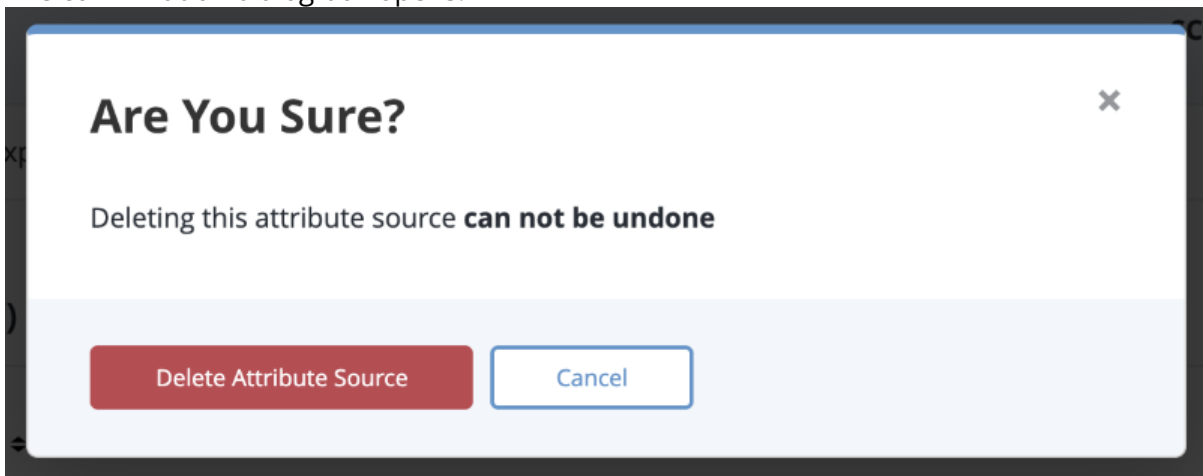 Are You Sure?
×
Deleting this attribute source can not be undone
Delete Attribute Source
Cancel